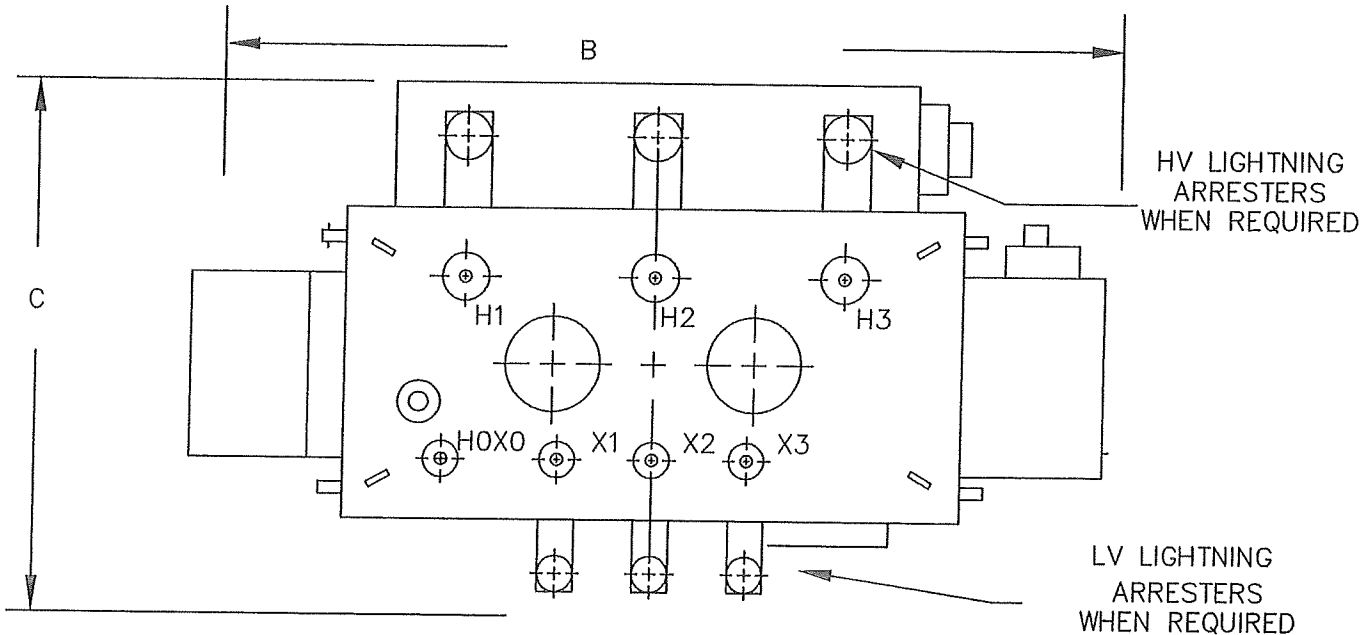 B
HV LIGHTNING
ARRESTERS
WHEN REQUIRED
C
H1
H2
H3
H0X0
X1
X2
X3
LV LIGHTNING
ARRESTERS
WHEN REQUIRED